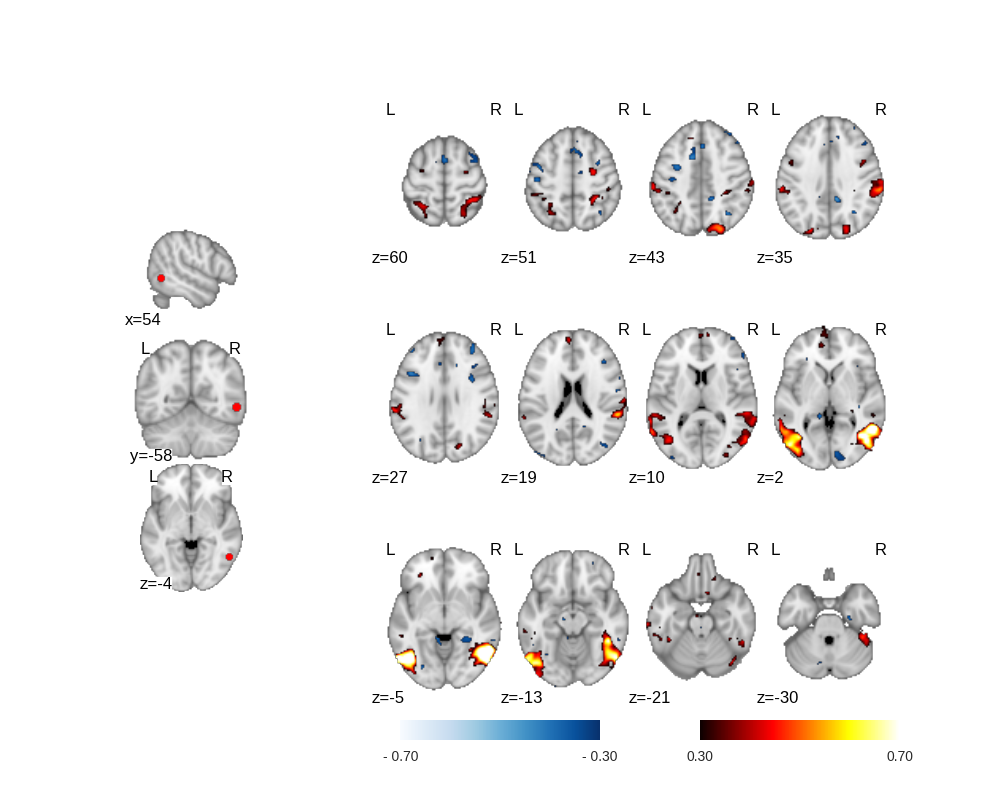 L R L R L R L R
z=60 z=51 z=43 z=35
x=54
L R
y=-58
L R
z=-4
L R L R L R L R
z=27 z=19 z=10 z=2
L R L R L R L R
z=-5 z=-13 z=-21 z=-30
- 0.70 - 0.30 0.30 0.70